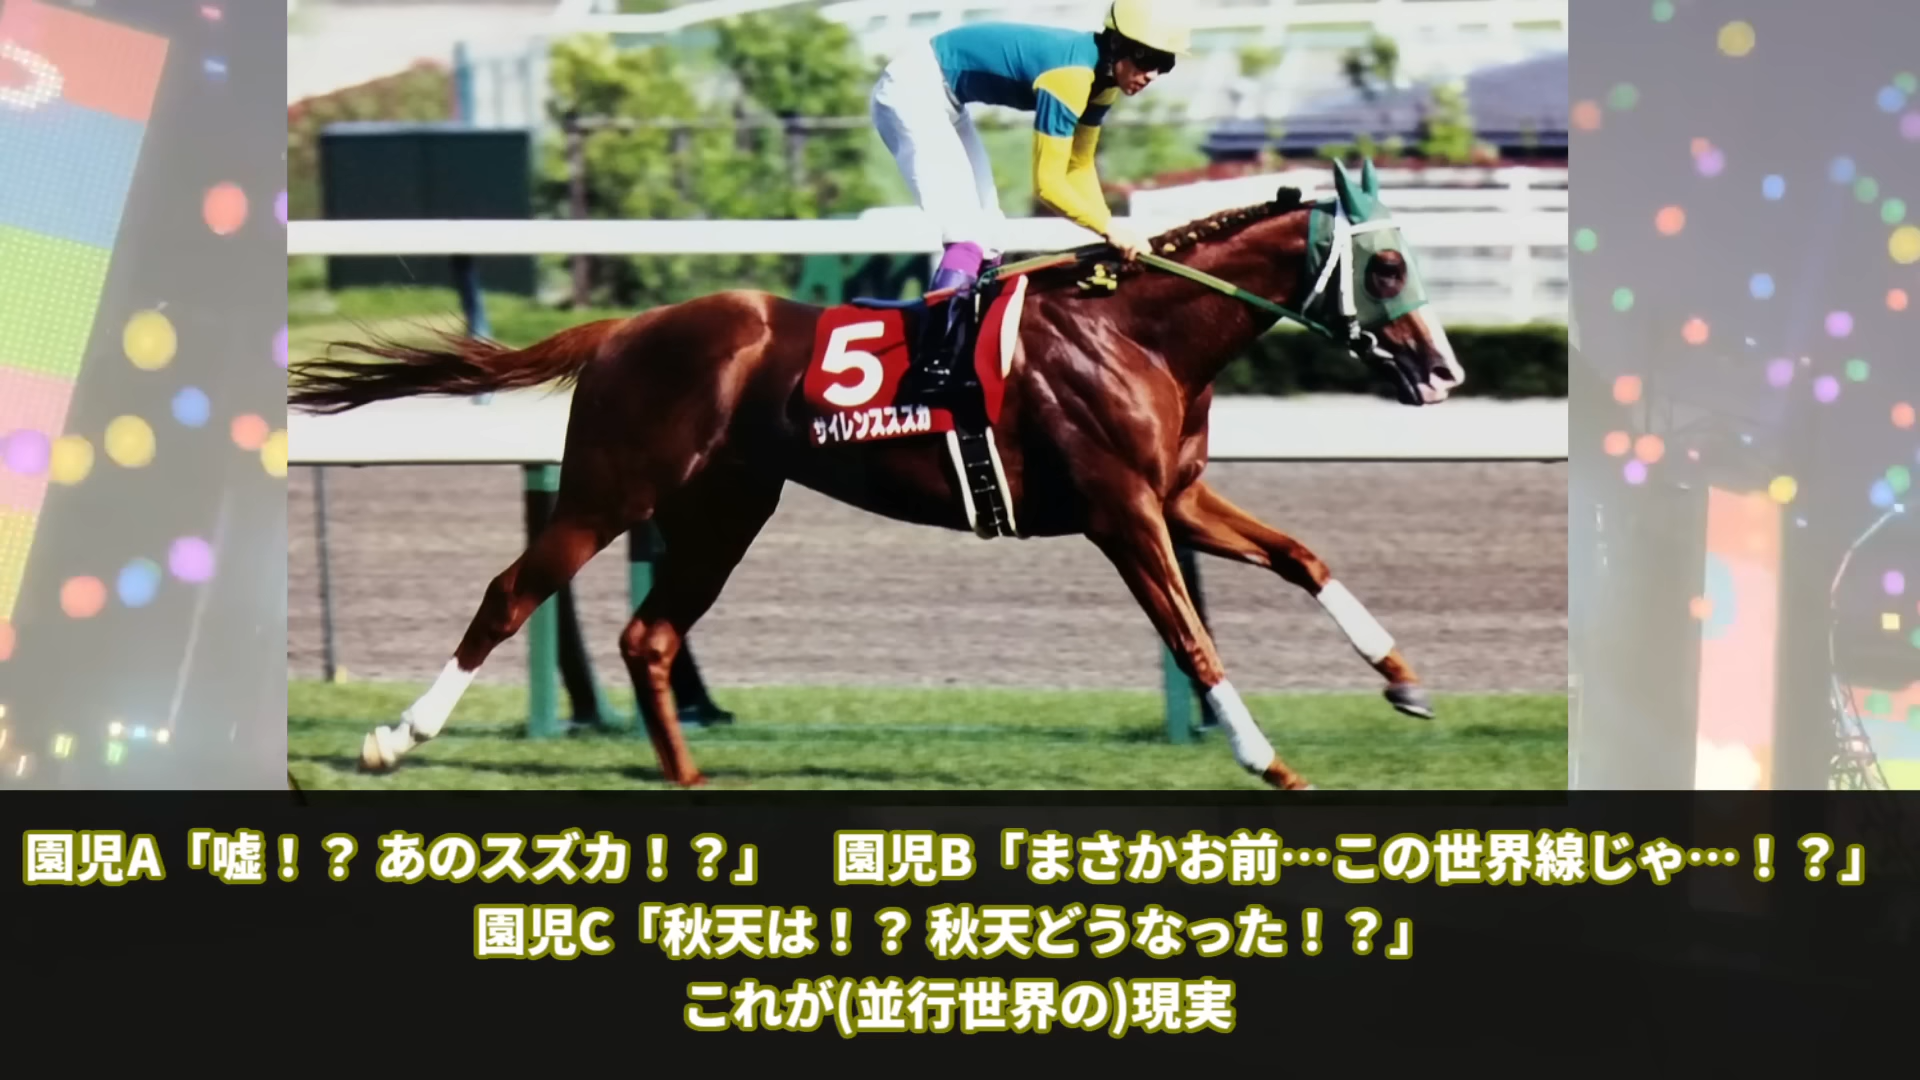 5
サイレンススズカ
園児A「嘘！？ あのスズカ！？」　園児B「まさかお前…この世界線じゃ…！？」
園児C「秋天は！？ 秋天どうなった！？」
これが(並行世界の)現実